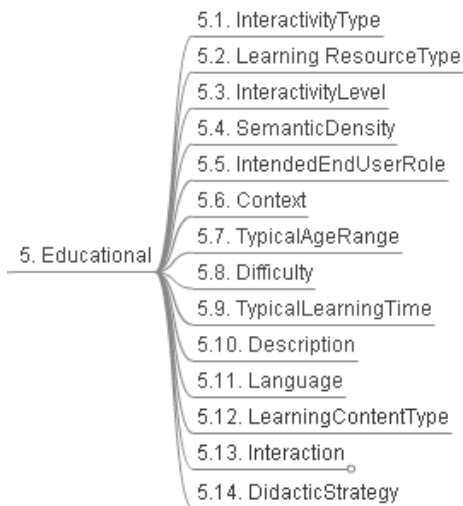 5.1. InteractivityType
5.2. Learning ResourceType
5.3. InteractivityLevel
5.4. SemanticDensity
5.5. IntendedEndUserRole
5.6. Context
5.7. TypicalAgeRange
5. Educational
5.8. Difficulty
5.9. TypicalLearningTime
5.10. Description
5.11. Language
5.12. LearningContentType
5.13. Interaction
5.14. DidacticStrategy